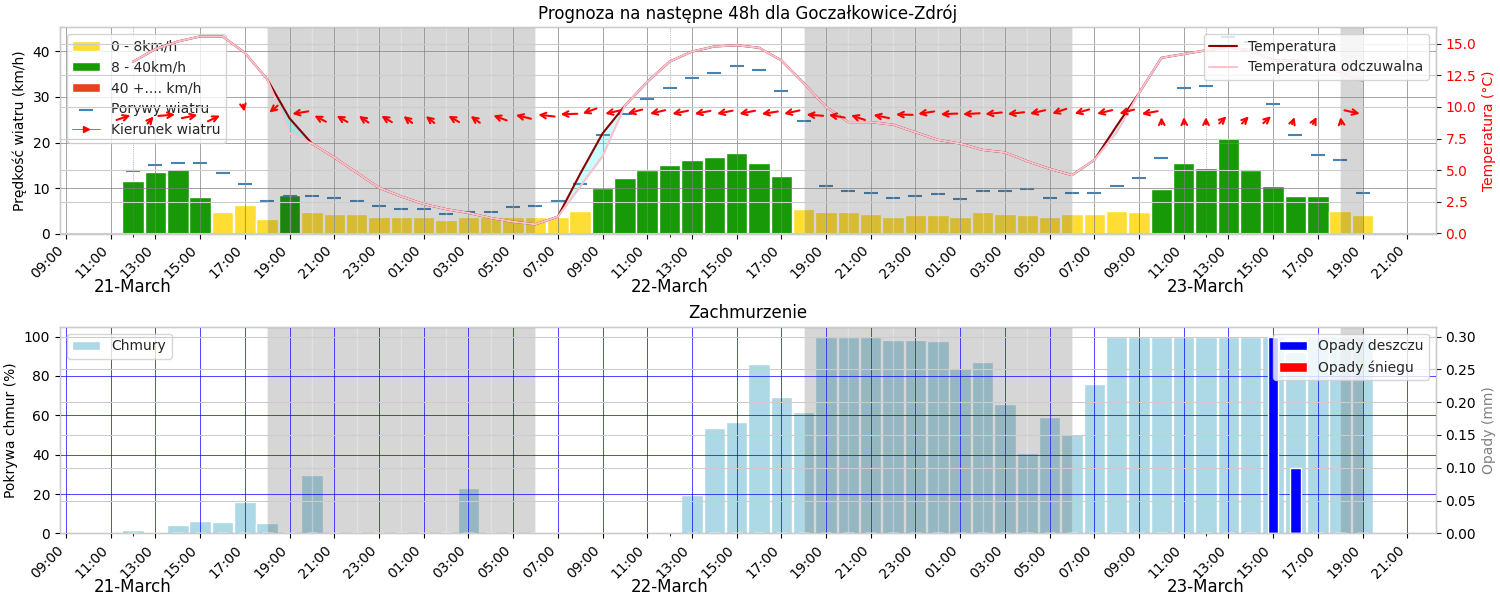 Prognoza na następne 48h dla Goczałkowice-Zdrój
Prędkość wiatru (km/h)
40
30
20
10
0
0 - 8km/h
8 - 40km/h
40 +.... km/h
Porywy wiatru
Kierunek wiatru
Temperatura
Temperatura odczuwalna
15.0
12.5
10.0
7.5
5.0
2.5
0.0
Temperatura (°C)
09:00 11:00 13:00 15:00 17:00 19:00 21:00 23:00 01:00 03:00 05:00 07:00 09:00 11:00 13:00 15:00 17:00 19:00 21:00 23:00 01:00 03:00 05:00 07:00 09:00 11:00 13:00 15:00 17:00 19:00 21:00
21-March 22-March 23-March
Zachmurzenie
Pokrywa chmur (%)
100
80
60
40
20
0
Chmury
Opady deszczu
Opady śniegu
0.30
0.25
0.20
0.15
0.10
0.05
0.00
Opady (mm)
09:00 11:00 13:00 15:00 17:00 19:00 21:00 23:00 01:00 03:00 05:00 07:00 09:00 11:00 13:00 15:00 17:00 19:00 21:00 23:00 01:00 03:00 05:00 07:00 09:00 11:00 13:00 15:00 17:00 19:00 21:00
21-March 22-March 23-March